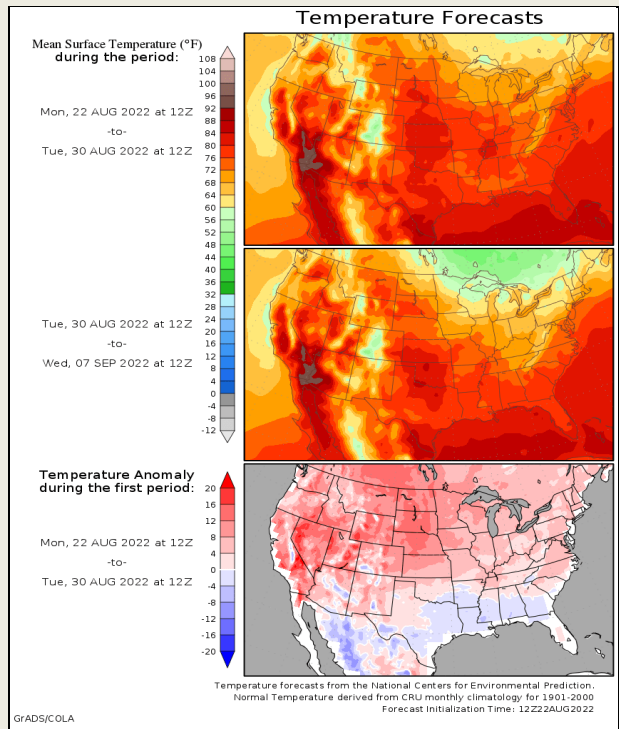 Temperature Forecasts
Mean Surface Temperature (°F)
during the period:
Mon, 22 AUG 2022 at 12Z
-to-
Tue, 30 AUG 2022 at 12Z
108
104
100
96
92
88
84
80
76
72
68
64
60
56
52
48
44
40
36
32
28
24
20
16
12
8
4
0
-4
-8
-12
Tue, 30 AUG 2022 at 12Z
-to-
Wed, 07 SEP 2022 at 12Z
Temperature Anomaly
during the first period:
Mon, 22 AUG 2022 at 12Z
-to-
Tue, 30 AUG 2022 at 12Z
20
16
12
8
4
0
-4
-8
-12
-16
-20
Temperature forecasts from the National Centers for Environmental Prediction.
Normal Temperature derived from CRU monthly climatology for 1901-2000
Forecast Initialization Time: 12Z22AUG2022
GrADS/COLA